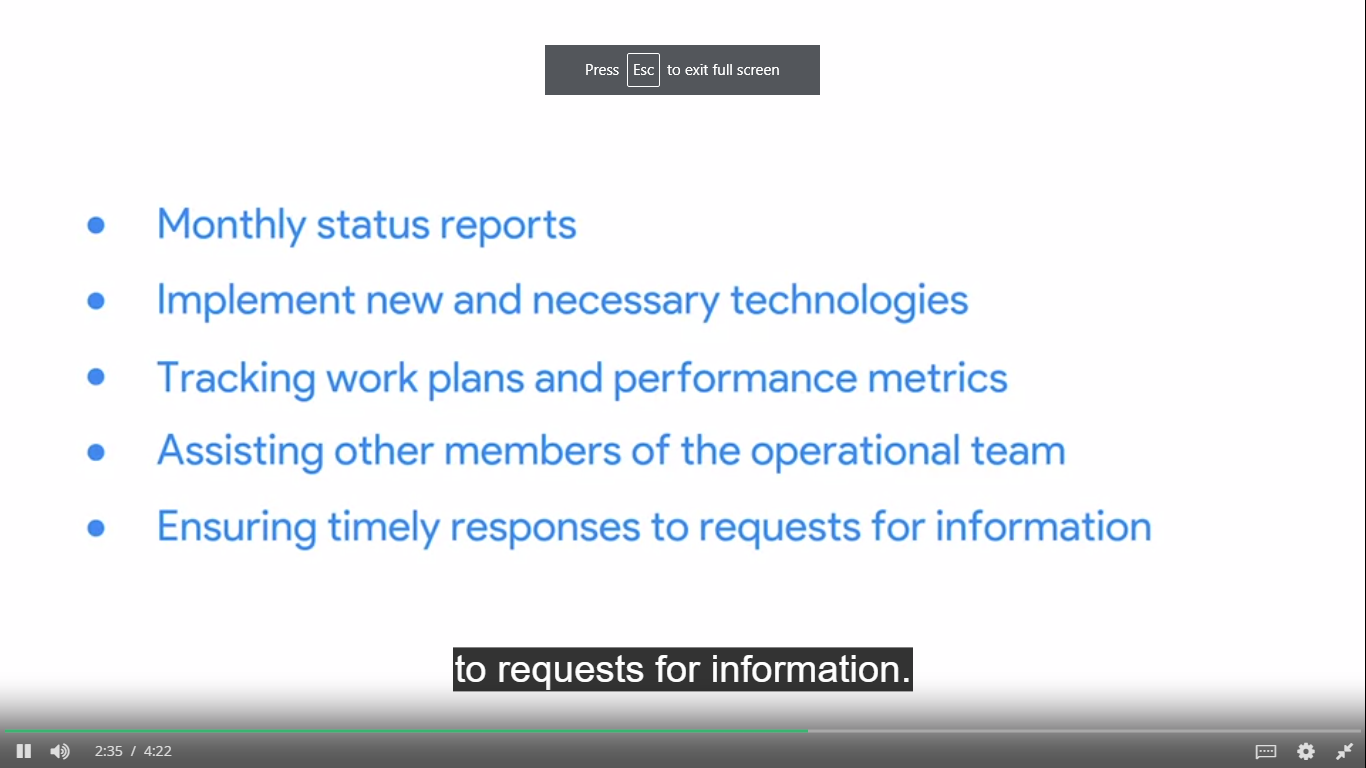 Press Esc to exit full screen
● Monthly status reports
● Implement new and necessary technologies
● Tracking work plans and performance metrics
● Assisting other members of the operational team
● Ensuring timely responses to requests for information
to requests for information.
2:35 / 4:22